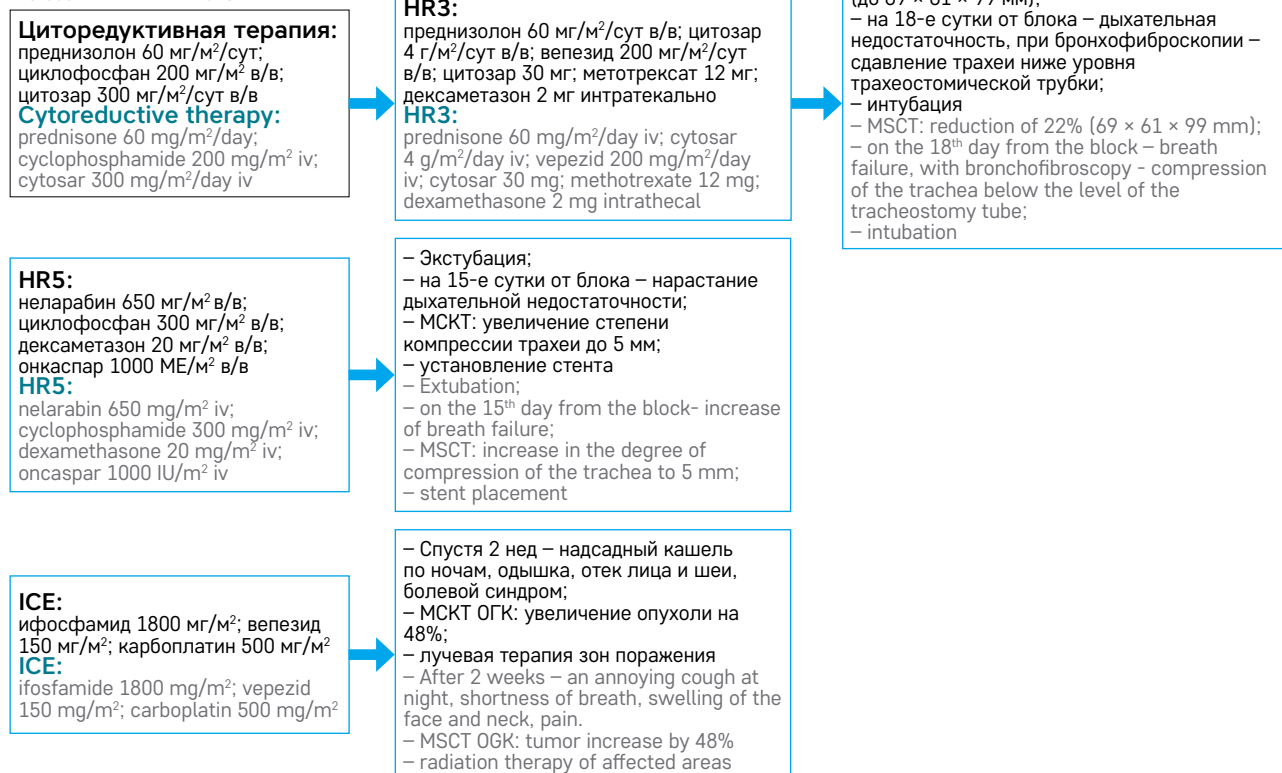 Циторедуктивная терапия:
преднизолон 60 мг/м²/сут;
циклофосфан 200 мг/м² в/в;
цитозар 300 мг/м²/сут в/в
Cytoreductive therapy:
prednisone 60 mg/m²/day;
cyclophosphamide 200 mg/m² iv;
cytosar 300 mg/m²/day iv
HR3:
преднизолон 60 мг/м²/сут в/в; цитозар
4 г/м²/сут в/в; вепезид 200 мг/м²/сут
в/в; цитозар 30 мг; метотрексат 12 мг;
дексаметазон 2 мг интратекально
HR3:
prednisone 60 mg/m²/day iv; cytosar
4 g/m²/day iv; vepezid 200 mg/m²/day
iv; cytosar 30 mg; methotrexate 12 mg;
dexamethasone 2 mg intrathecal
(до 69 × 61 × 99 мм);
– на 18-е сутки от блока – дыхательная
недостаточность, при бронхофиброскопии –
сдавление трахеи ниже уровня
трахеостомической трубки;
– интубация
– MSCT: reduction of 22% (69 × 61 × 99 mm);
– on the 18th day from the block – breath
failure, with bronchofibroscopy - compression
of the trachea below the level of the
tracheostomy tube;
– intubation
HR5:
неларабин 650 мг/м² в/в;
циклофосфан 300 мг/м² в/в;
дексаметазон 20 мг/м² в/в;
онкаспар 1000 МЕ/м² в/в
HR5:
nelarabin 650 mg/m² iv;
cyclophosphamide 300 mg/m² iv;
dexamethasone 20 mg/m² iv;
oncaspar 1000 IU/m² iv
– Экстубация;
– на 15-е сутки от блока – нарастание
дыхательной недостаточности;
– МСКТ: увеличение степени
компрессии трахеи до 5 мм;
– установление стента
– Extubation;
– on the 15th day from the block- increase
of breath failure;
– MSCT: increase in the degree of
compression of the trachea to 5 mm;
– stent placement
ICE:
ифосфамид 1800 мг/м²; вепезид
150 мг/м²; карбоплатин 500 мг/м²
ICE:
ifosfamide 1800 mg/m²; vepezid
150 mg/m²; carboplatin 500 mg/m²
– Спустя 2 нед – надсадный кашель
по ночам, одышка, отек лица и шеи,
болевой синдром;
– МСКТ ОГК: увеличение опухоли на
48%;
– лучевая терапия зон поражения
– After 2 weeks – an annoying cough at
night, shortness of breath, swelling of the
face and neck, pain.
– MSCT OGK: tumor increase by 48%
– radiation therapy of affected areas